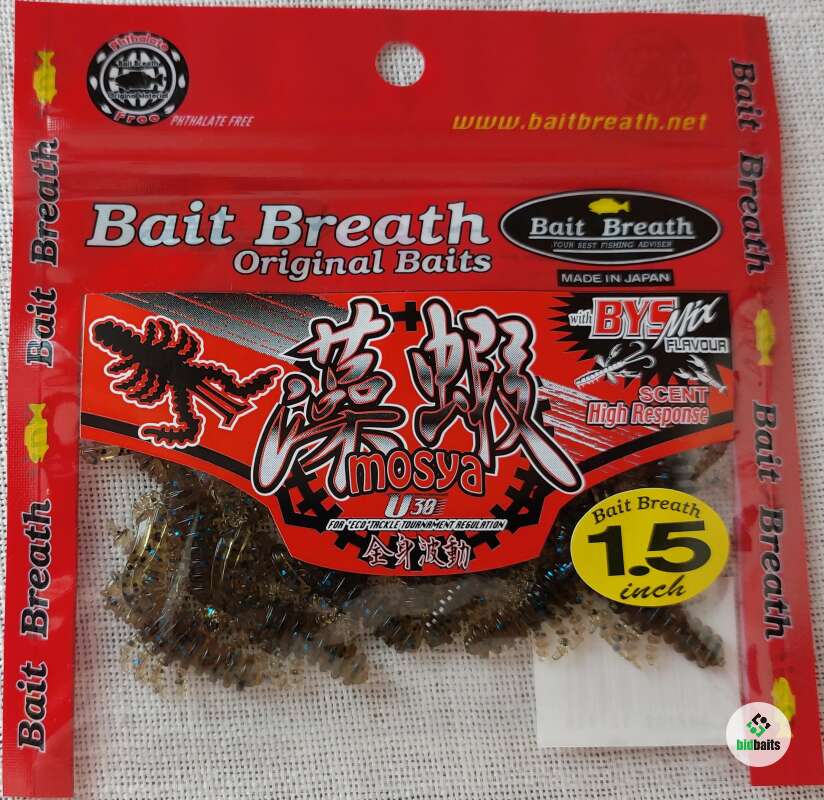 Phthalate
Bait Breath
Original Material
Free
PHTHALATE FREE
www.baitbreath.net
Bait Breath
Original Baits
Bait Breath
YOUR BEST FISHING ADVISER
MADE IN JAPAN
with BYS Mix
FLAVOUR
SCENT
High Response
藻蝦
mosya
U30
FOR "ECO" TACKLE TOURNAMENT REGULATION
全身波動
Bait Breath
1.5
inch
Bait Breath
Bait Breath
Bait Breath
Bait Breath
bidbaits